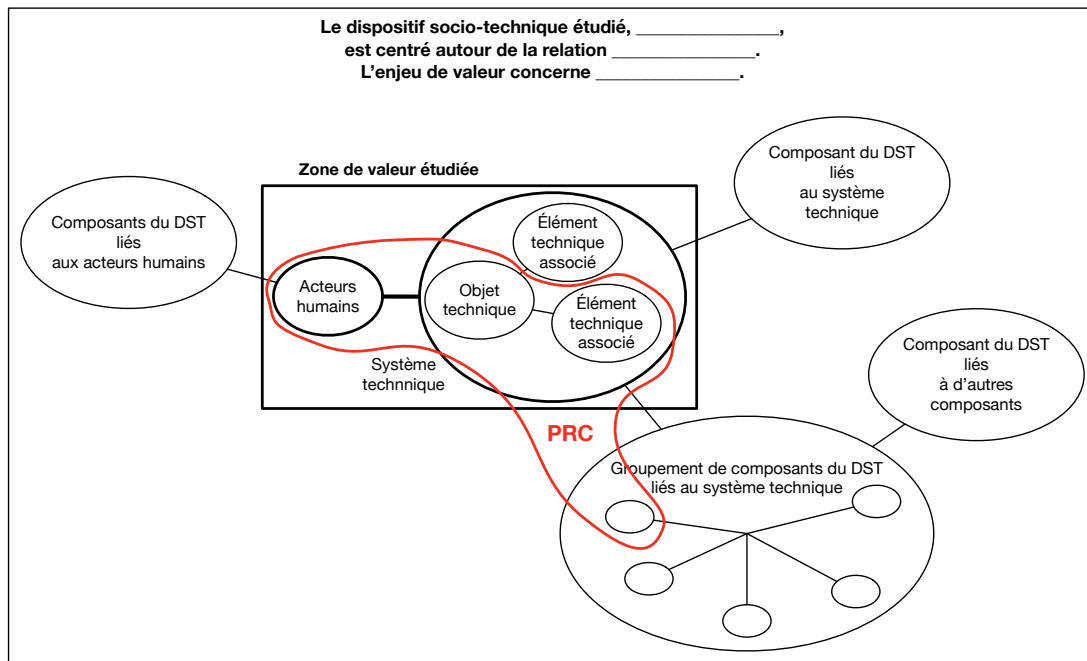 Le dispositif socio-technique étudié, _______________,
est centré autour de la relation _______________.
L'enjeu de valeur concerne _______________.
Zone de valeur étudiée
Composants du DST
liés
aux acteurs humains
Acteurs
humains
Système
technnique
Objet
technique
Élément
technique
associé
Élément
technique
associé
Composant du DST
liés
au système
technique
Composant du DST
liés
à d'autres
composants
PRC
Groupement de composants du DST
liés au système technique